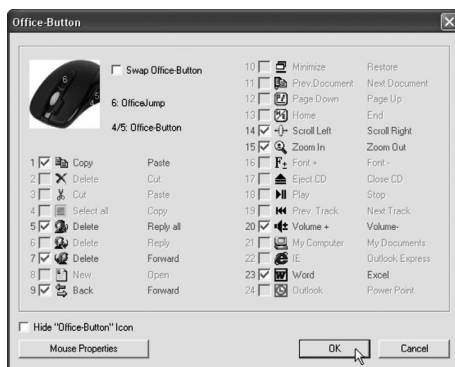 Office-Button
Swap Office-Button
6: OfficeJump
4/5: Office-Button
1 Copy Paste
2 Delete Cut
3 Cut Paste
4 Select all Copy
5 Delete Reply all
6 Delete Reply
7 Delete Forward
8 New Open
9 Back Forward
10 Minimize Restore
11 Prev.Document Next Document
12 Page Down Page Up
13 Home End
14 Scroll Left Scroll Right
15 Zoom In Zoom Out
16 Font + Font -
17 Eject CD Close CD
18 Play Stop
19 Prev. Track Next Track
20 Volume + Volume-
21 My Computer My Documents
22 IE Outlook Express
23 Word Excel
24 Outlook Power Point
Hide "Office-Button" Icon
Mouse Properties OK Cancel